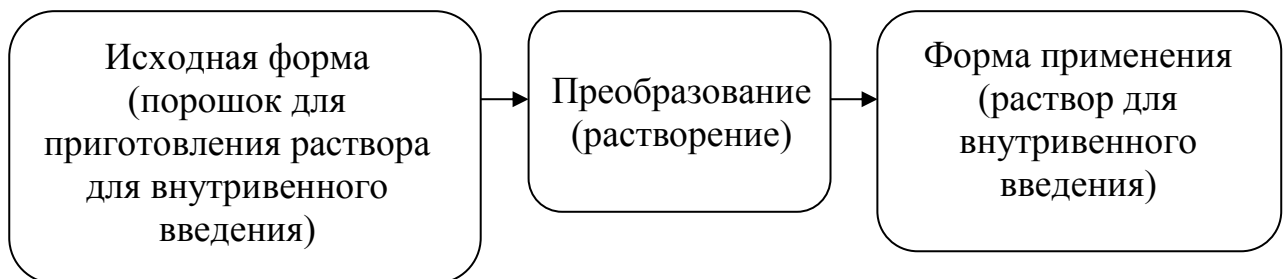 Исходная форма
(порошок для
приготовления раствора
для внутривенного
введения)
Преобразование
(растворение)
Форма применения
(раствор для
внутривенного
введения)